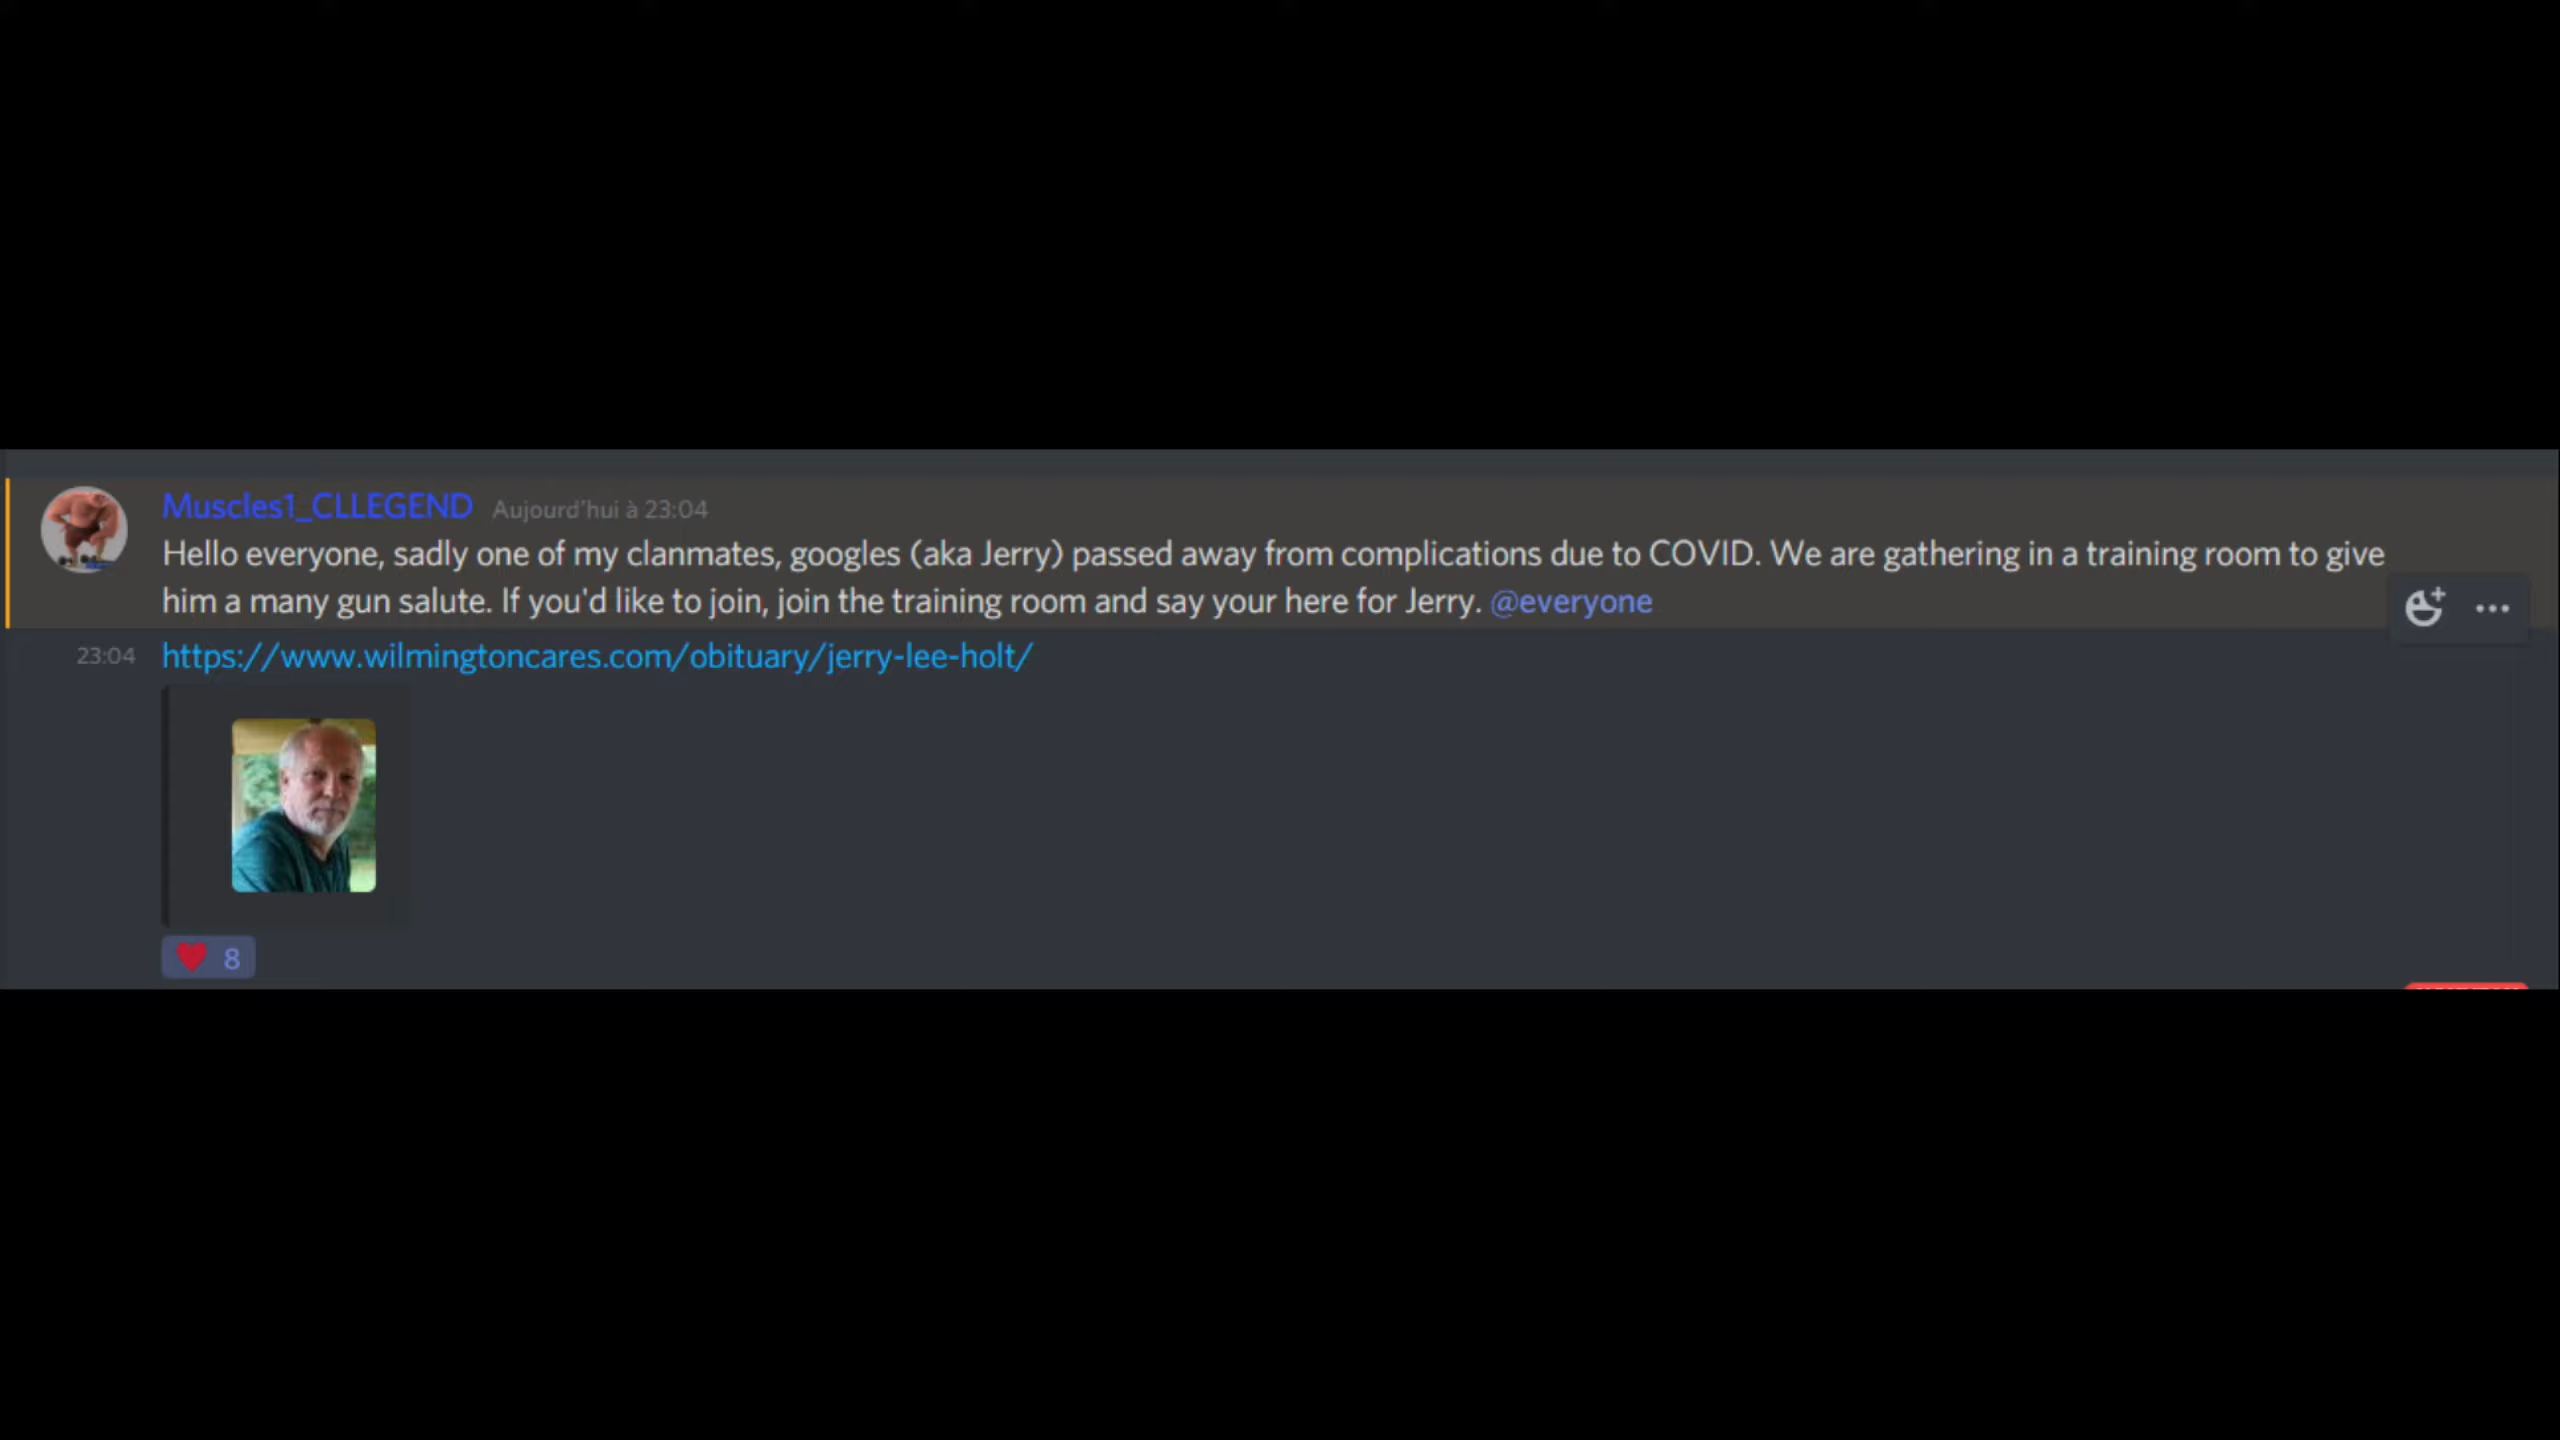 Muscles1_CLLEGEND Aujourd'hui à 23:04
Hello everyone, sadly one of my clanmates, googles (aka Jerry) passed away from complications due to COVID. We are gathering in a training room to give
him a many gun salute. If you'd like to join, join the training room and say your here for Jerry. @everyone
23:04 https://www.wilmingtoncares.com/obituary/jerry-lee-holt/
8